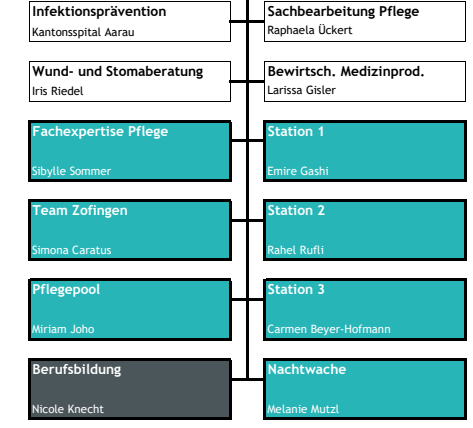 Infektionsprävention
Kantonsspital Aarau
Sachbearbeitung Pflege
Raphaela Ückert
Wund- und Stomaberatung
Iris Riedel
Bewirtsch. Medizinprod.
Larissa Gisler
Fachexpertise Pflege
Sibylle Sommer
Station 1
Emire Gashi
Team Zofingen
Simona Caratus
Station 2
Rahel Rufli
Pflegepool
Miriam Joho
Station 3
Carmen Beyer-Hofmann
Berufsbildung
Nicole Knecht
Nachtwache
Melanie Mutzl